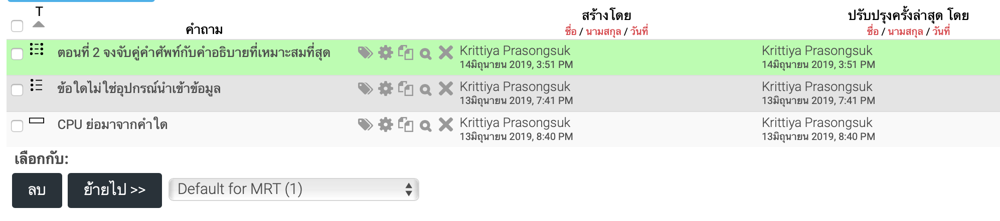 T
คำถาม
สร้างโดย
ชื่อ / นามสกุล / วันที่
ปรับปรุงครั้งล่าสุด โดย
ชื่อ / นามสกุล / วันที่
ตอนที่ 2 จงจับคู่คำศัพท์กับคำอธิบายที่เหมาะสมที่สุด
Krittiya Prasongsuk
14มิถุนายน 2019, 3:51 PM
Krittiya Prasongsuk
14มิถุนายน 2019, 3:51 PM
ข้อใดไม่ใช่อุปกรณ์นำเข้าข้อมูล
Krittiya Prasongsuk
13มิถุนายน 2019, 7:41 PM
Krittiya Prasongsuk
13มิถุนายน 2019, 7:41 PM
CPU ย่อมาจากคำใด
Krittiya Prasongsuk
13มิถุนายน 2019, 8:40 PM
Krittiya Prasongsuk
13มิถุนายน 2019, 8:40 PM
เลือกกับ:
ลบ
ย้ายไป >>
Default for MRT (1)